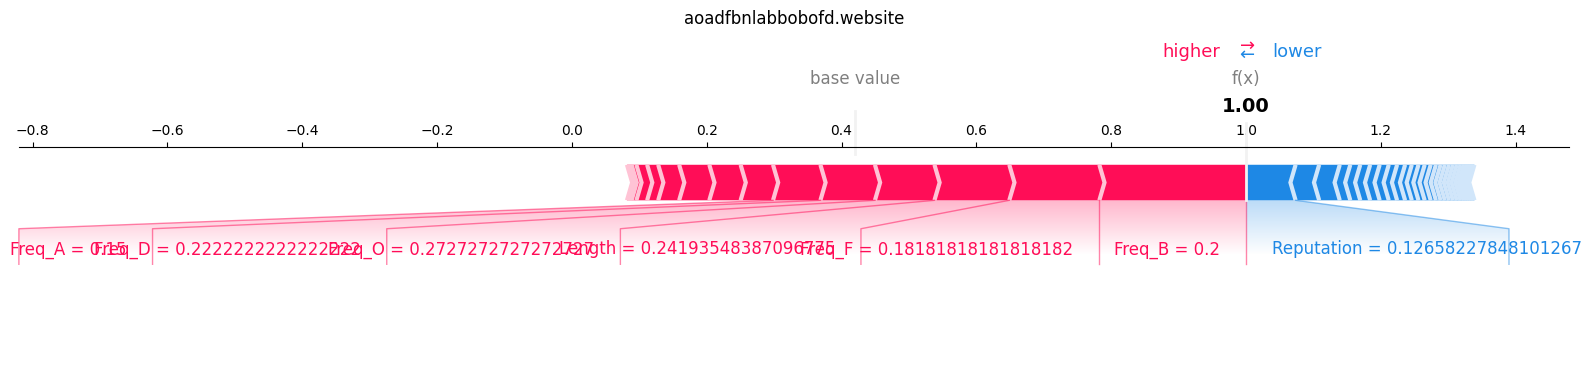 aoadfbnlabbobofd.website
higher → ← lower
base value f(x)
1.00
−0.8 −0.6 −0.4 −0.2 0.0 0.2 0.4 0.6 0.8 1.0 1.2 1.4
Freq_A = 0.15 Freq_D = 0.2222222222222222 Freq_O = 0.2727272727272727 Length = 0.24193548387096775 Freq_F = 0.18181818181818182 Freq_B = 0.2 Reputation = 0.12658227848101267